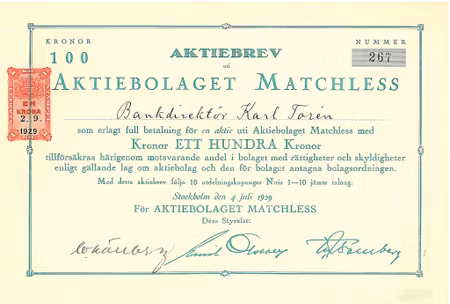 KRONOR
100
NUMMER
267
AKTIEBREV
uti
AKTIEBOLAGET MATCHLESS
Bankdirektör Karl Torén
som erlagt full betalning för en aktie uti Aktiebolaget Matchless med
Kronor ETT HUNDRA Kronor
tillförsäkras härigenom motsvarande andel i bolaget med rättigheter och skyldigheter
enligt gällande lag om aktiebolag och den för bolaget antagna bolagsordningen.
Med detta aktiebrev följa 10 utdelningskuponger N:ris 1—10 jämte talong.
Stockholm den 4 juli 1929
För AKTIEBOLAGET MATCHLESS
Dess Styrelse:
EN
KRONA
2. 9.
1929